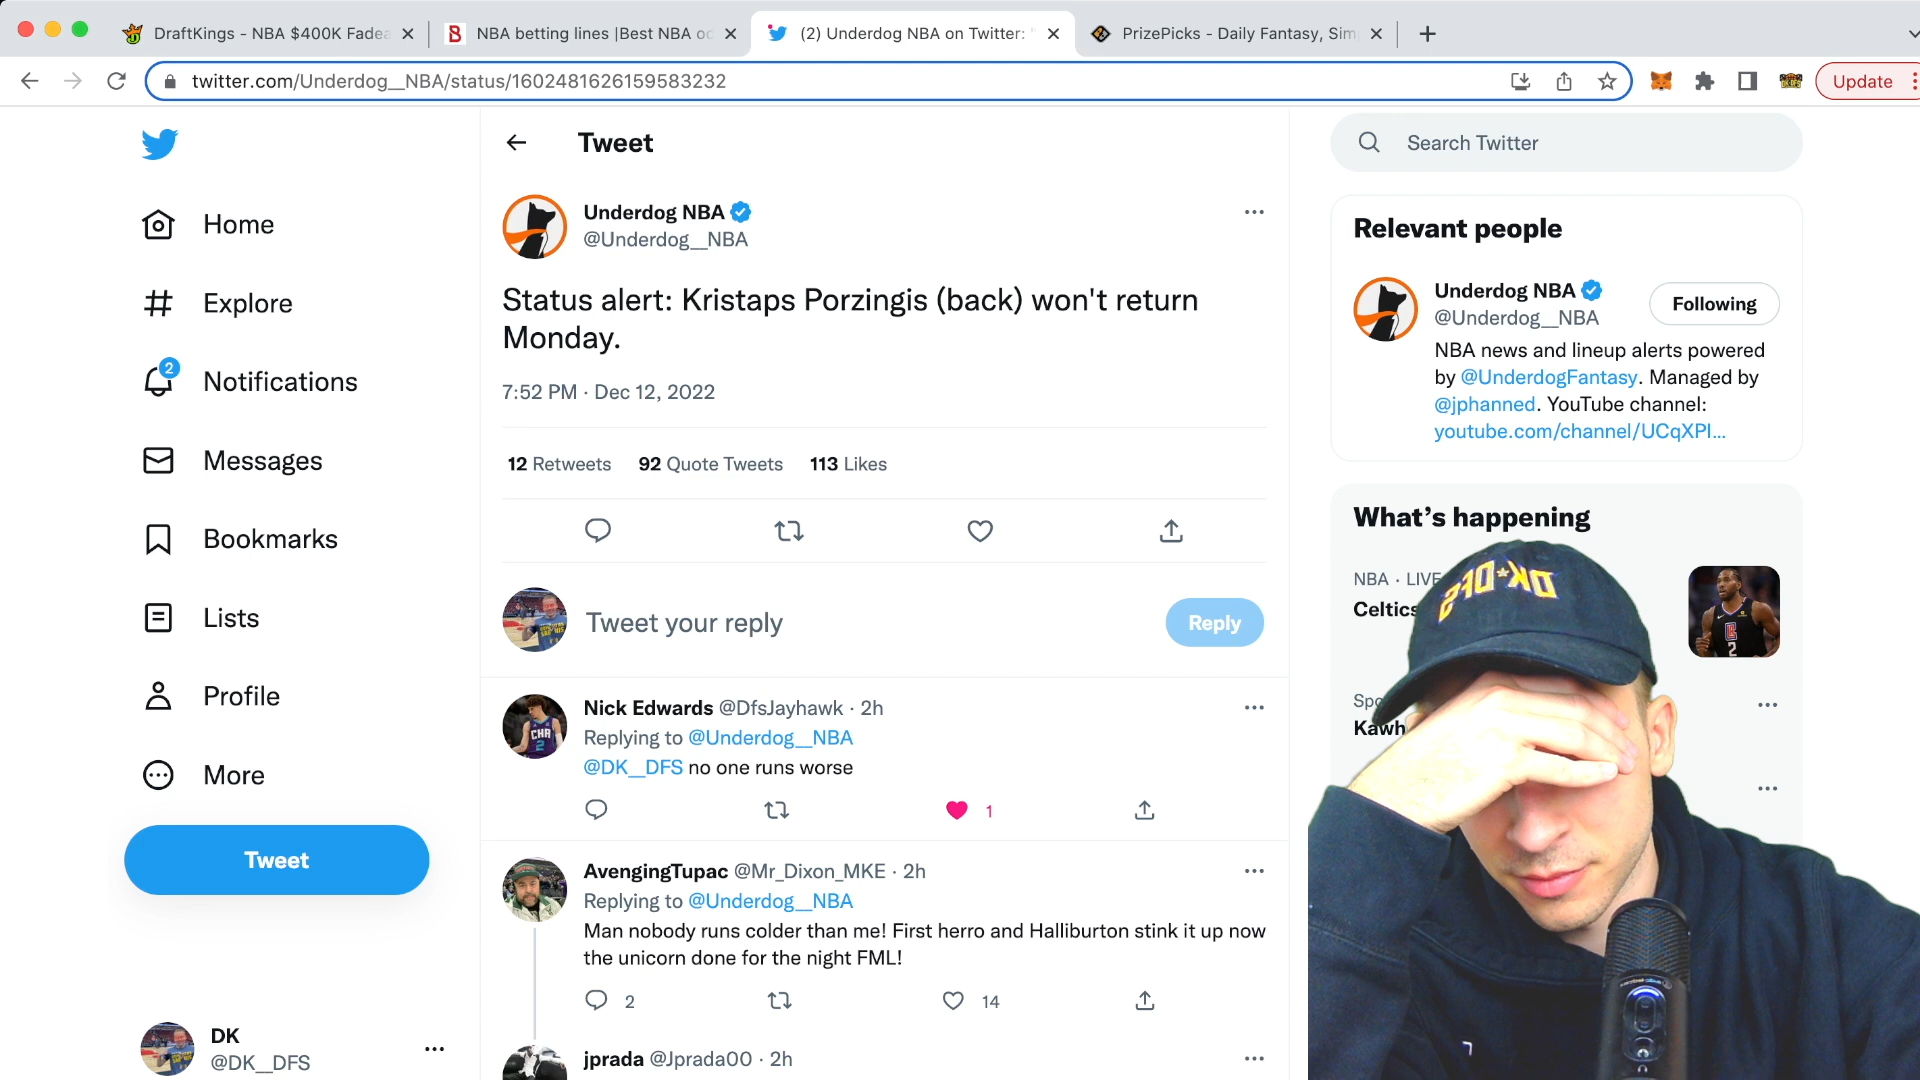 DraftKings - NBA $400K Fadea
NBA betting lines |Best NBA oc
(2) Underdog NBA on Twitter: "
PrizePicks - Daily Fantasy, Sim
twitter.com/Underdog__NBA/status/1602481626159583232
Update
Home
Explore
2
Notifications
Messages
Bookmarks
Lists
Profile
More
Tweet
DK
@DK__DFS
Tweet
Underdog NBA
@Underdog__NBA
Status alert: Kristaps Porzingis (back) won't return
Monday.
7:52 PM · Dec 12, 2022
12 Retweets 92 Quote Tweets 113 Likes
Tweet your reply
Reply
Nick Edwards @DfsJayhawk · 2h
Replying to @Underdog__NBA
@DK__DFS no one runs worse
1
AvengingTupac @Mr_Dixon_MKE · 2h
Replying to @Underdog__NBA
Man nobody runs colder than me! First herro and Halliburton stink it up now
the unicorn done for the night FML!
2 14
jprada @Jprada00 · 2h
Search Twitter
Relevant people
Underdog NBA
@Underdog__NBA
Following
NBA news and lineup alerts powered
by @UnderdogFantasy. Managed by
@jphanned. YouTube channel:
youtube.com/channel/UCqXPI...
What's happening
NBA · LIVE
Celtics
Spo
Kawh
DK★DFS